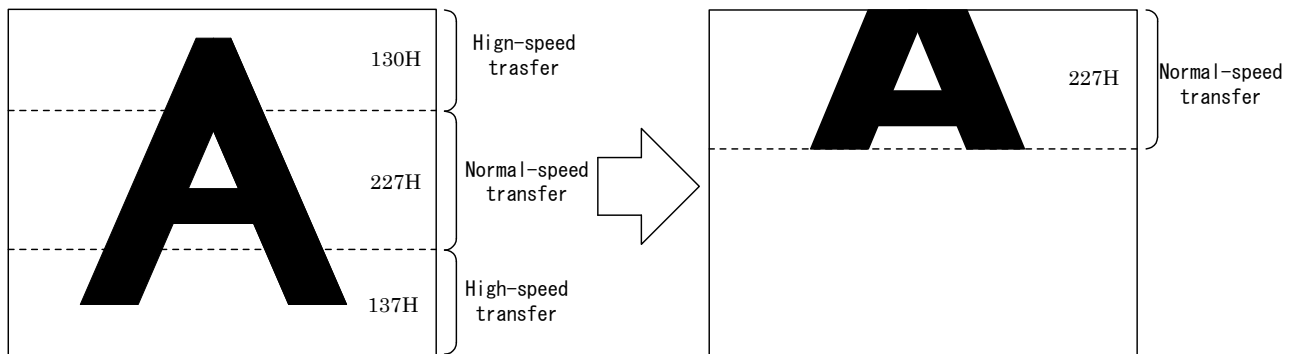 130H
Hign-speed
trasfer
A
227H
Normal-speed
transfer
137H
High-speed
transfer
A
227H
Normal-speed
transfer